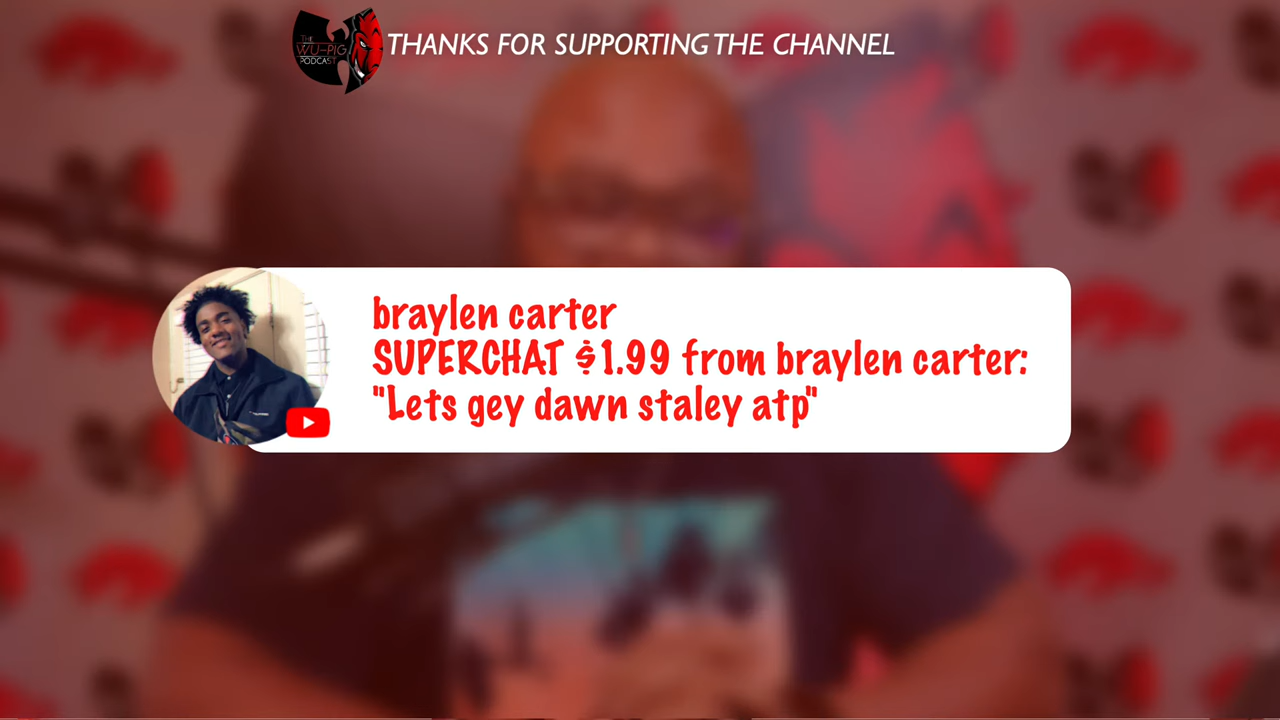 THE
WU-PIG
PODCAST
THANKS FOR SUPPORTING THE CHANNEL
braylen carter
SUPERCHAT $1.99 from braylen carter:
"Lets gey dawn staley atp"